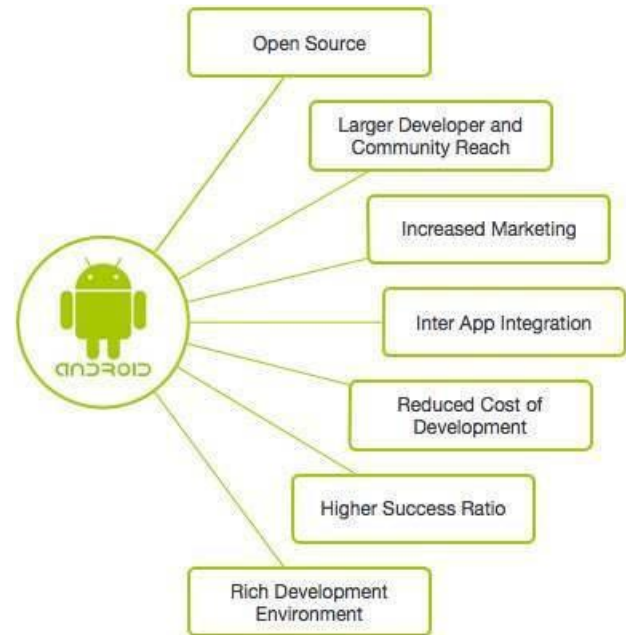 Open Source
Larger Developer and
Community Reach
Increased Marketing
Inter App Integration
ANDROID
Reduced Cost of
Development
Higher Success Ratio
Rich Development
Environment